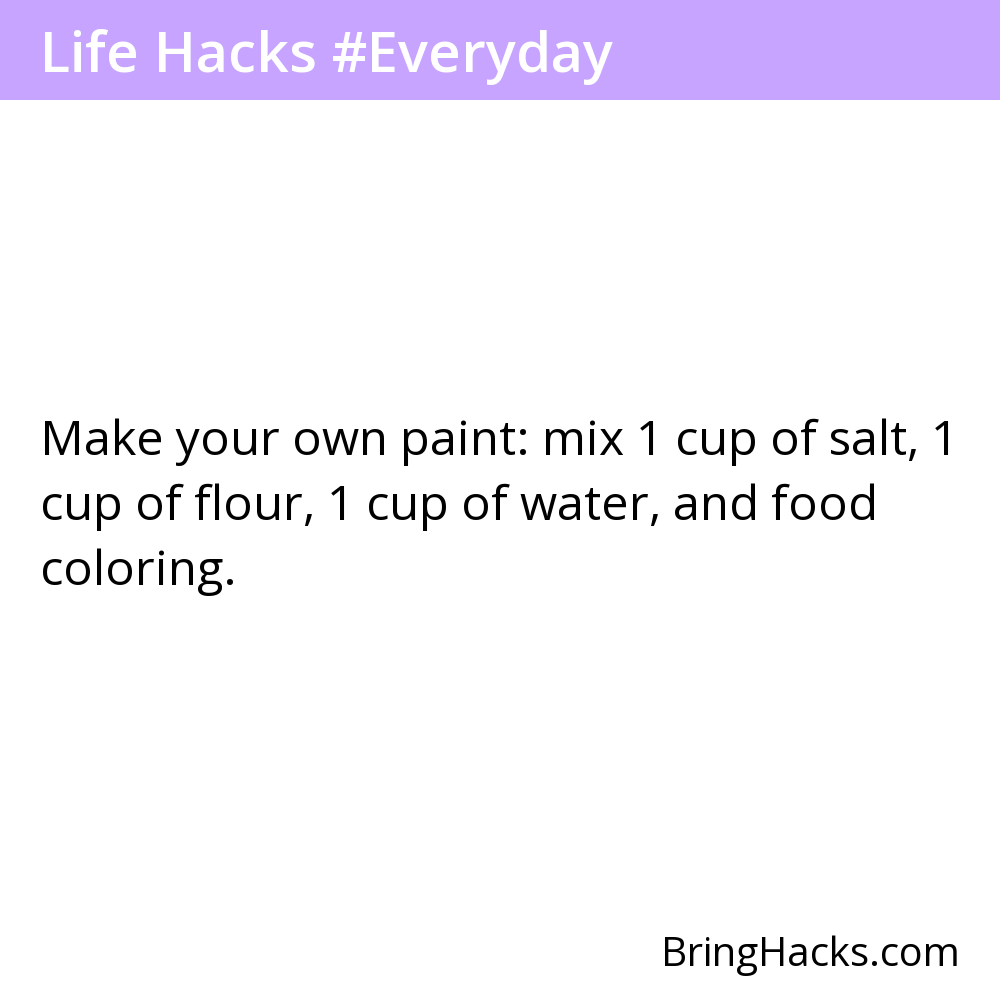 Life Hacks #Everyday
Make your own paint: mix 1 cup of salt, 1
cup of flour, 1 cup of water, and food
coloring.
BringHacks.com